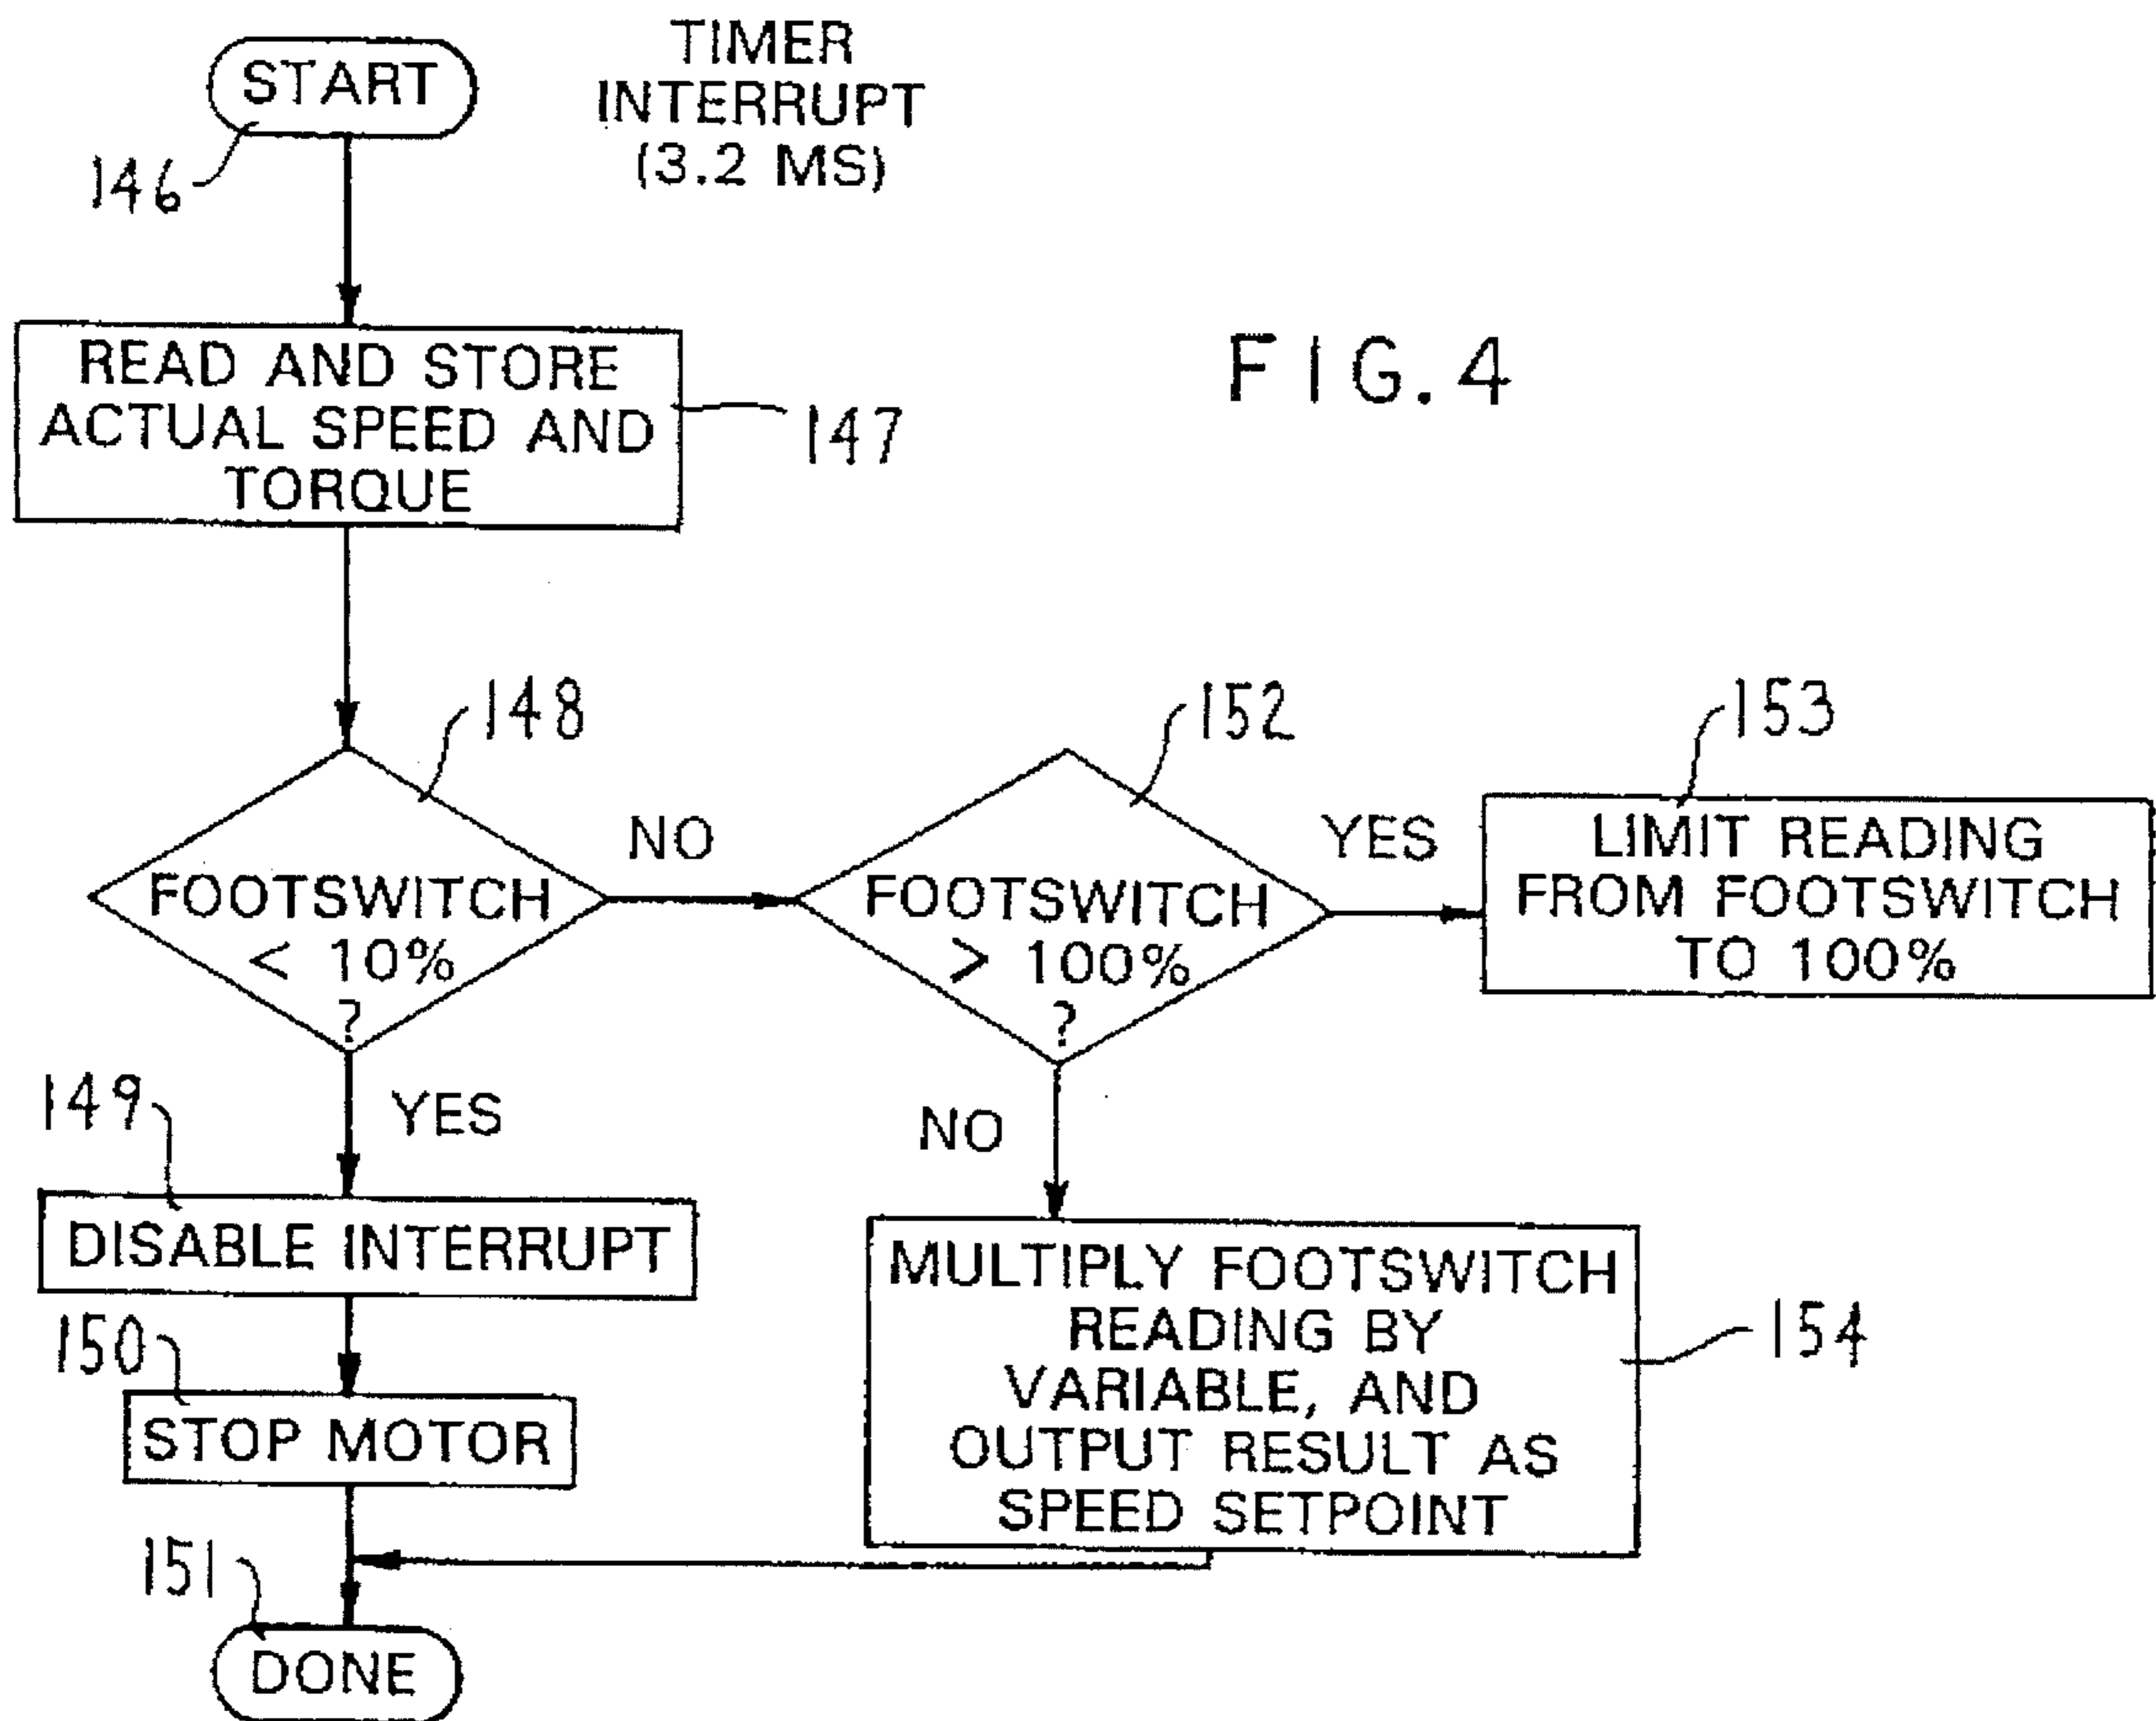 START
TIMER
INTERRUPT
(3.2 MS)
146
READ AND STORE
ACTUAL SPEED AND
TORQUE
147
FIG. 4
148
FOOTSWITCH
< 10%
?
NO
152
FOOTSWITCH
> 100%
?
YES
153
LIMIT READING
FROM FOOTSWITCH
TO 100%
YES
NO
149
DISABLE INTERRUPT
150
STOP MOTOR
MULTIPLY FOOTSWITCH
READING BY
VARIABLE, AND
OUTPUT RESULT AS
SPEED SETPOINT
154
151
DONE